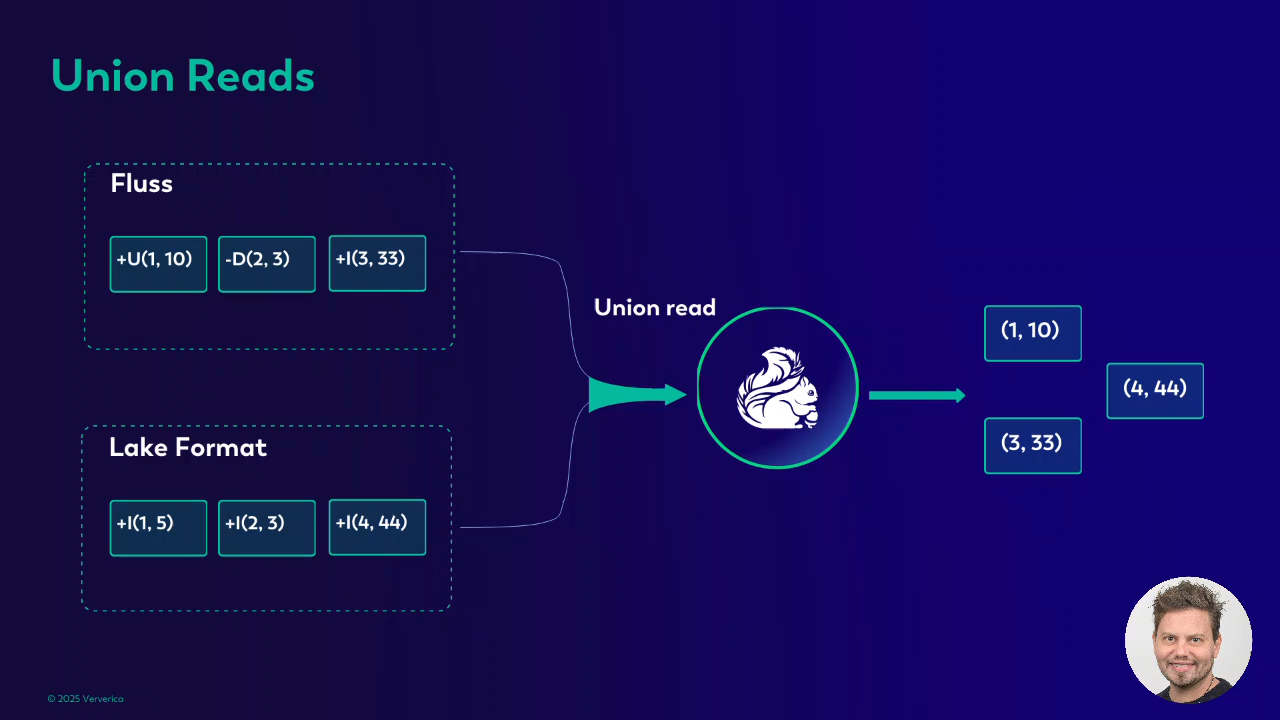 Union Reads
Fluss
+U(1, 10)
-D(2, 3)
+I(3, 33)
Union read
(1, 10)
(4, 44)
(3, 33)
Lake Format
+I(1, 5)
+I(2, 3)
+I(4, 44)
© 2025 Ververica